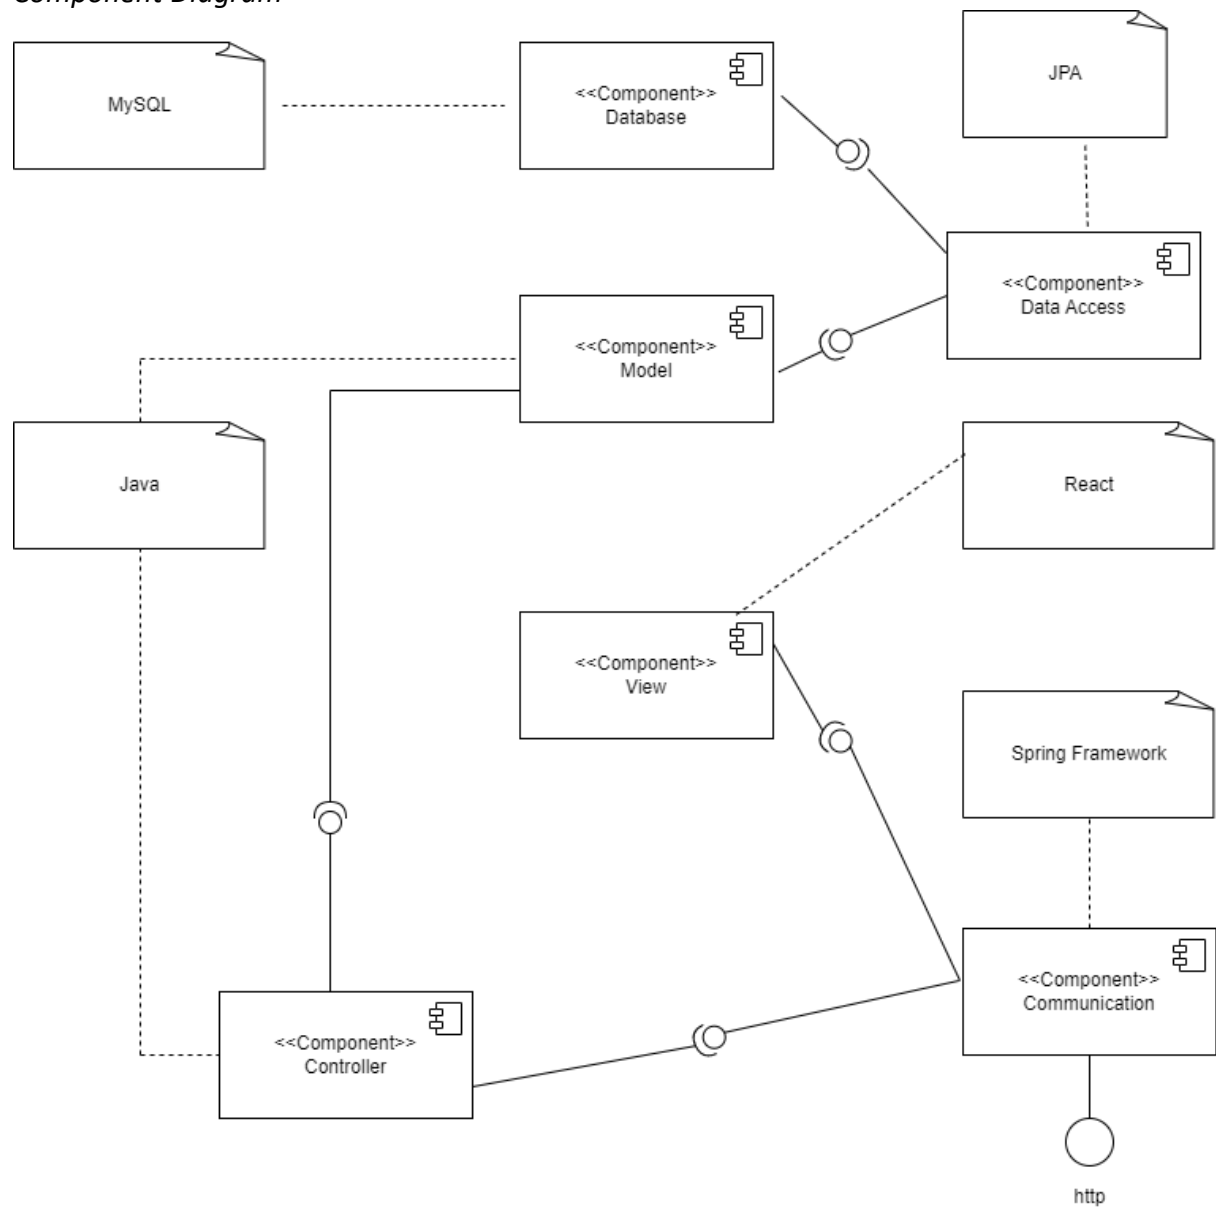 Component Diagram
MySQL
<<Component>>
Database
JPA
<<Component>>
Data Access
<<Component>>
Model
Java
React
<<Component>>
View
Spring Framework
<<Component>>
Communication
<<Component>>
Controller
http